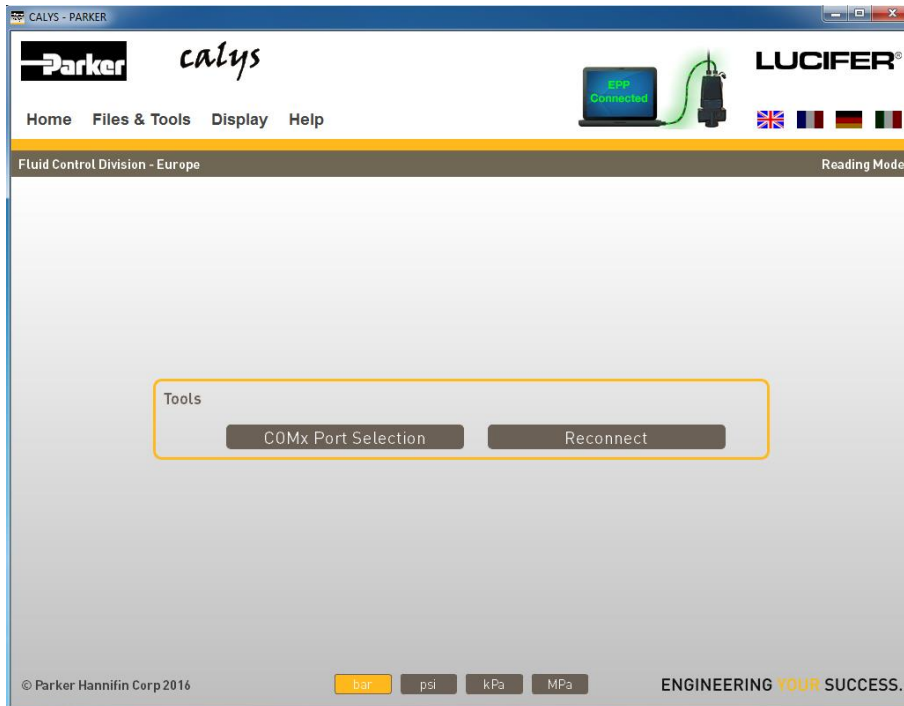 CALYS - PARKER
Parker calys LUCIFER®
EPP
Connected
Home Files & Tools Display Help
Fluid Control Division - Europe Reading Mode
Tools
COMx Port Selection Reconnect
© Parker Hannifin Corp 2016 bar psi kPa MPa ENGINEERING YOUR SUCCESS.